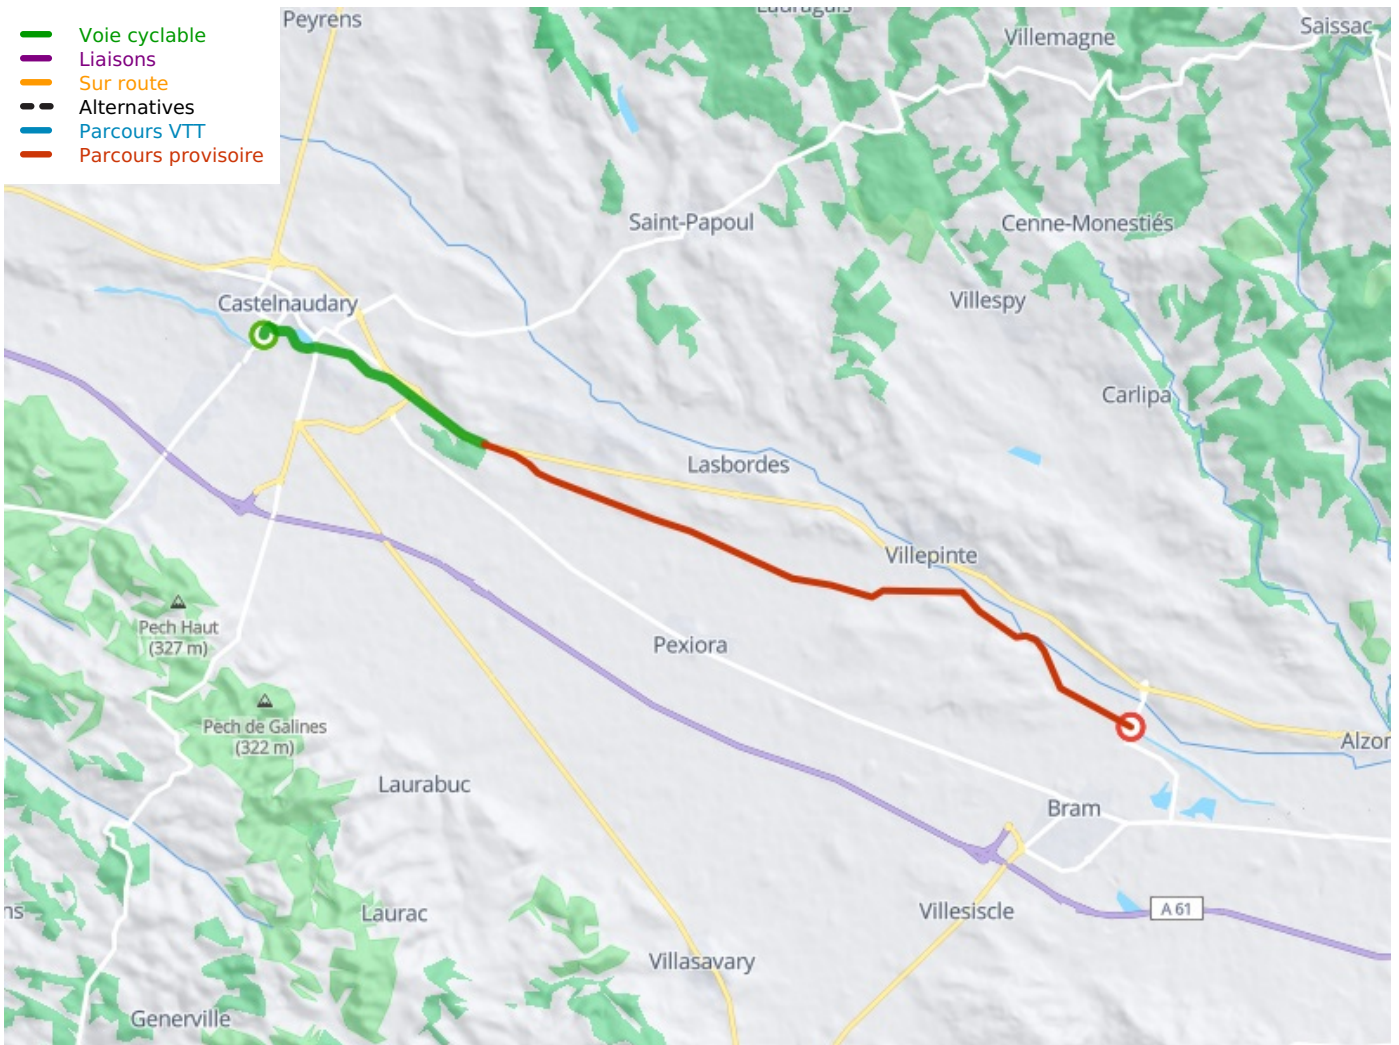 Voie cyclable
Liaisons
Sur route
Alternatives
Parcours VTT
Parcours provisoire
Peyrens
Villemagne
Saissac
Saint-Papoul
Cenne-Monestiés
Castelnaudary
Villespy
Carlipa
Lasbordes
Villepinte
Pech Haut
(327 m)
Pexiora
Pech de Galines
(322 m)
Alzon
Laurabuc
Bram
Laurac
Villesiscle
A 61
Villasavary
Generville